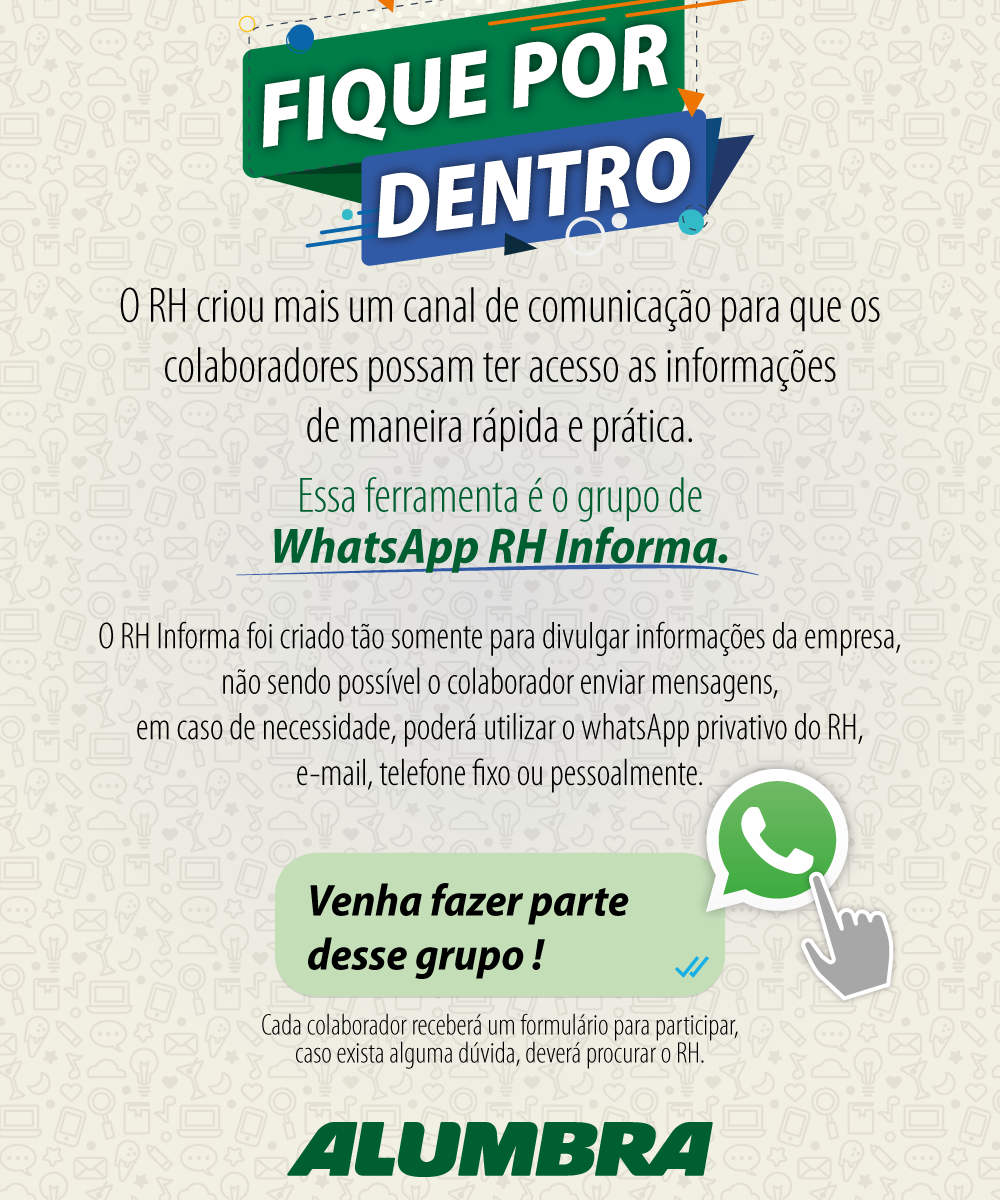 FIQUE POR
DENTRO
O RH criou mais um canal de comunicação para que os
colaboradores possam ter acesso as informações
de maneira rápida e prática.
Essa ferramenta é o grupo de
WhatsApp RH Informa.
O RH Informa foi criado tão somente para divulgar informações da empresa,
não sendo possível o colaborador enviar mensagens,
em caso de necessidade, poderá utilizar o whatsApp privativo do RH,
e-mail, telefone fixo ou pessoalmente.
Venha fazer parte
desse grupo !
Cada colaborador receberá um formulário para participar,
caso exista alguma dúvida, deverá procurar o RH.
ALUMBRA